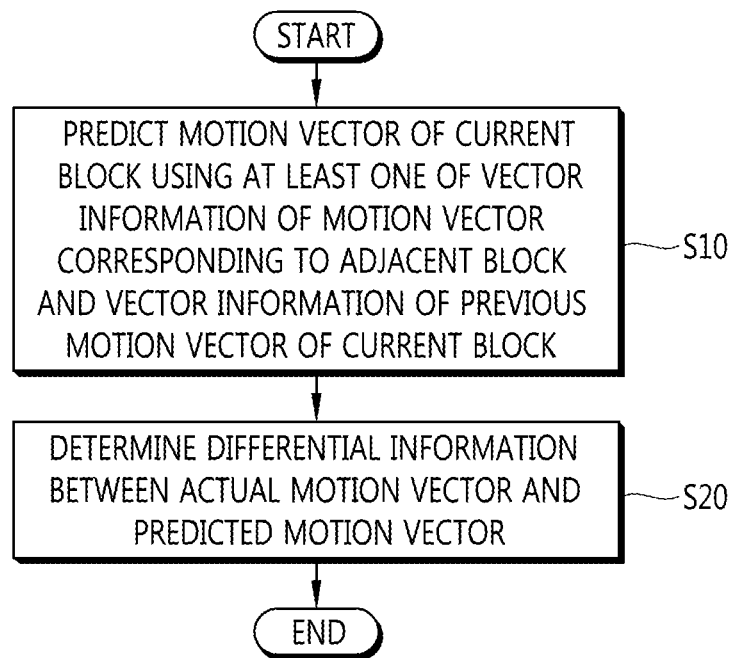 START
PREDICT MOTION VECTOR OF CURRENT
BLOCK USING AT LEAST ONE OF VECTOR
INFORMATION OF MOTION VECTOR
CORRESPONDING TO ADJACENT BLOCK
AND VECTOR INFORMATION OF PREVIOUS
MOTION VECTOR OF CURRENT BLOCK
S10
DETERMINE DIFFERENTIAL INFORMATION
BETWEEN ACTUAL MOTION VECTOR AND
PREDICTED MOTION VECTOR
S20
END